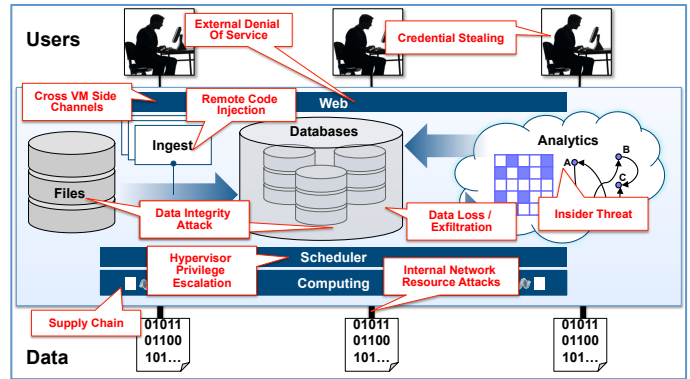 External Denial
Of Service
Users
Credential Stealing
Cross VM Side
Channels
Remote Code
Injection
Web
Databases
Analytics
Ingest
A
B
C
Files
Data Integrity
Attack
Data Loss /
Exfiltration
Insider Threat
Hypervisor
Privilege
Escalation
Scheduler
Computing
Internal Network
Resource Attacks
Supply Chain
Data
01011
01100
101...
01011
01100
101...
01011
01100
101...